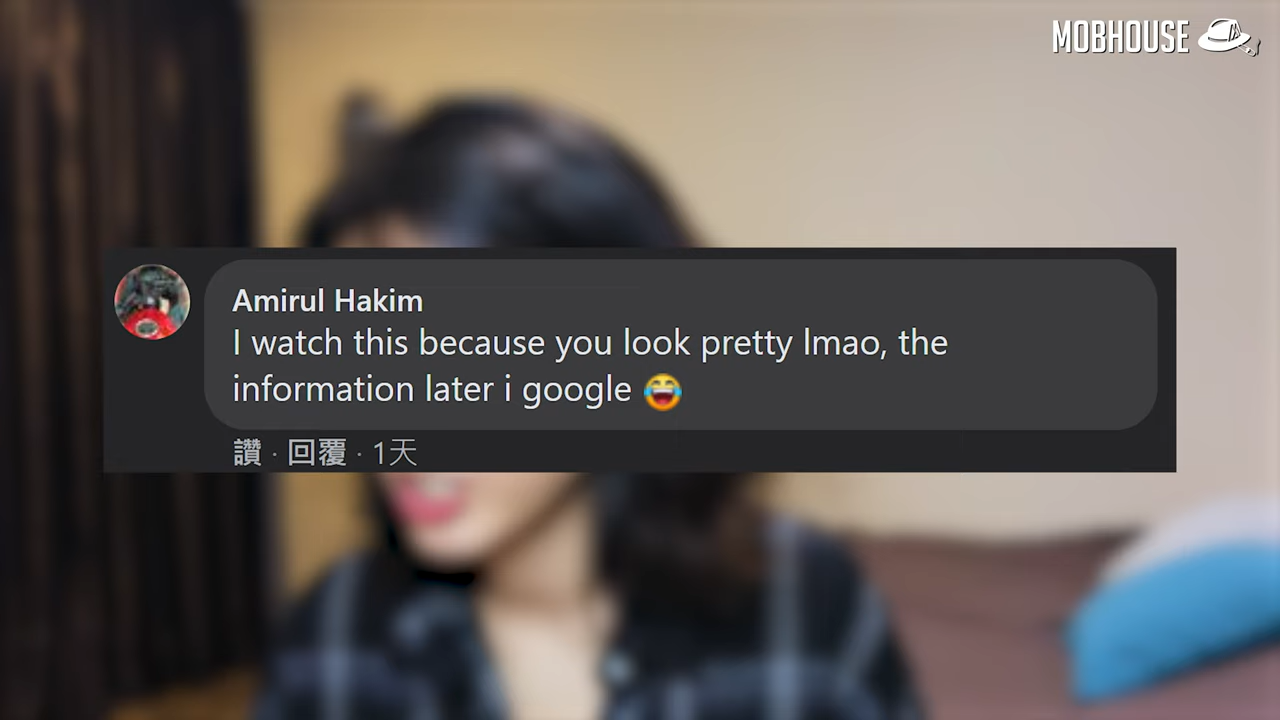 MOBHOUSE
Amirul Hakim
I watch this because you look pretty lmao, the
information later i google 😂
讚 · 回覆 · 1天